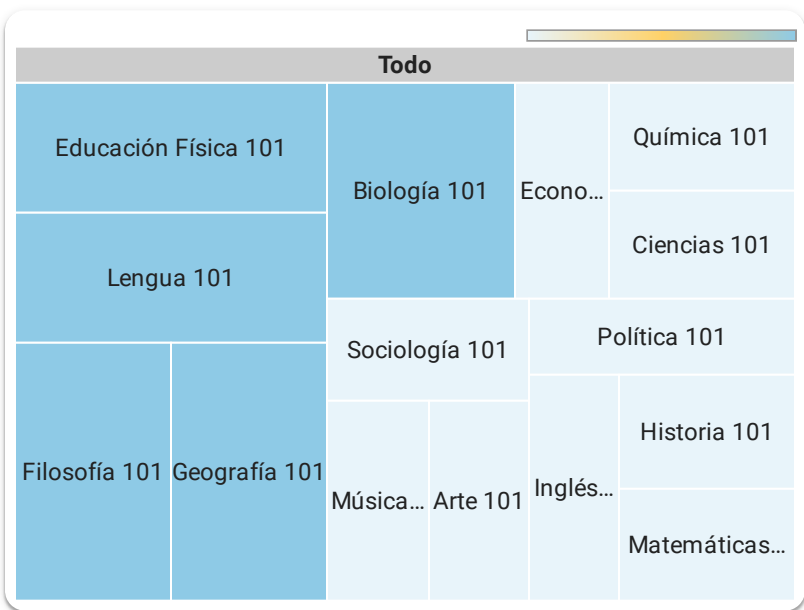 Todo
Educación Física 101
Lengua 101
Filosofía 101
Geografía 101
Biología 101
Econo...
Química 101
Ciencias 101
Sociología 101
Música...
Arte 101
Política 101
Inglés...
Historia 101
Matemáticas...